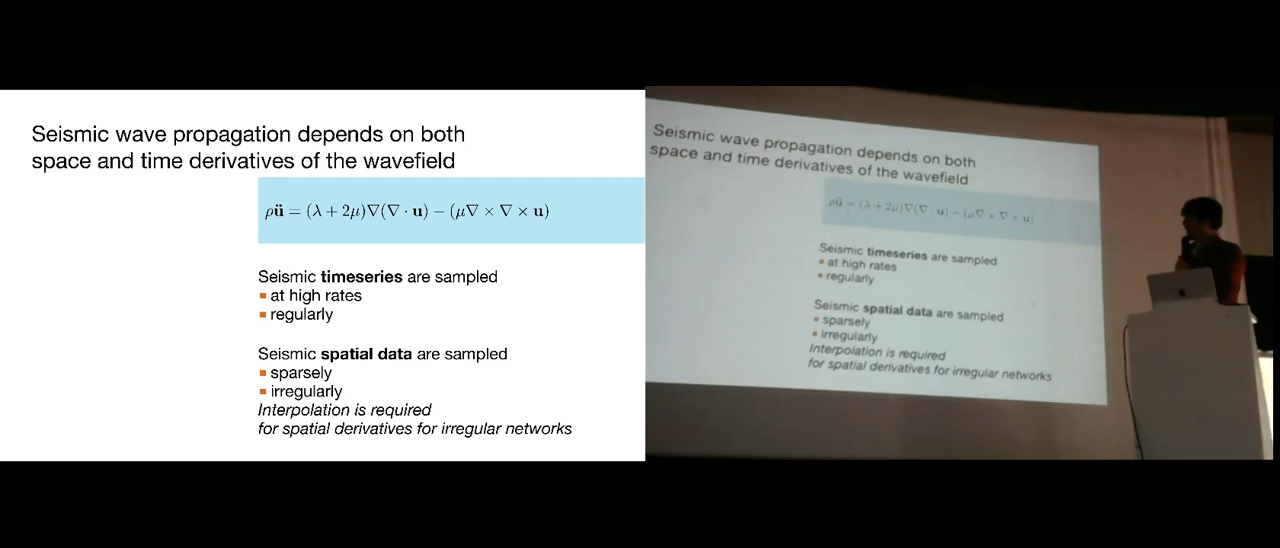 Seismic wave propagation depends on both
space and time derivatives of the wavefield
ρü = (λ + 2μ)∇(∇ · u) − (μ∇ × ∇ × u)
Seismic timeseries are sampled
▪ at high rates
▪ regularly
Seismic spatial data are sampled
▪ sparsely
▪ irregularly
Interpolation is required
for spatial derivatives for irregular networks
Seismic wave propagation depends on both
space and time derivatives of the wavefield
ρü = (λ + 2μ)∇(∇ · u) − (μ∇ × ∇ × u)
Seismic timeseries are sampled
▪ at high rates
▪ regularly
Seismic spatial data are sampled
▪ sparsely
▪ irregularly
Interpolation is required
for spatial derivatives for irregular networks